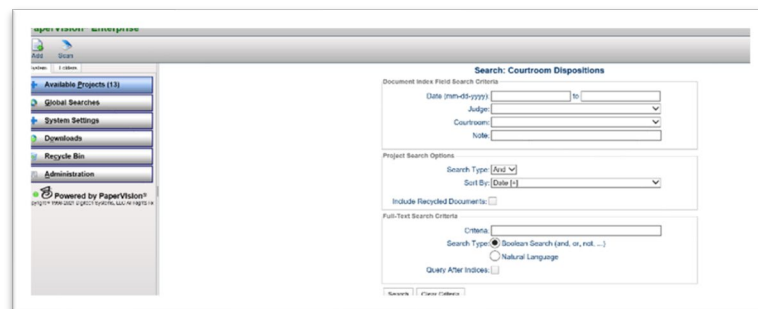 PaperVision® Enterprise
Add Scan
Folders
Available Projects (13)
Global Searches
System Settings
Downloads
Recycle Bin
Administration
Powered by PaperVision®
Search: Courtroom Dispositions
Document Index Field Search Criteria
Date (mm-dd-yyyy): to
Judge:
Courtroom:
Note:
Project Search Options
Search Type: And
Sort By: Date [+]
Include Recycled Documents:
Full-Text Search Criteria
Criteria:
Search Type: Boolean Search (and, or, not, ...)
Natural Language
Query After Indices:
Search Clear Criteria